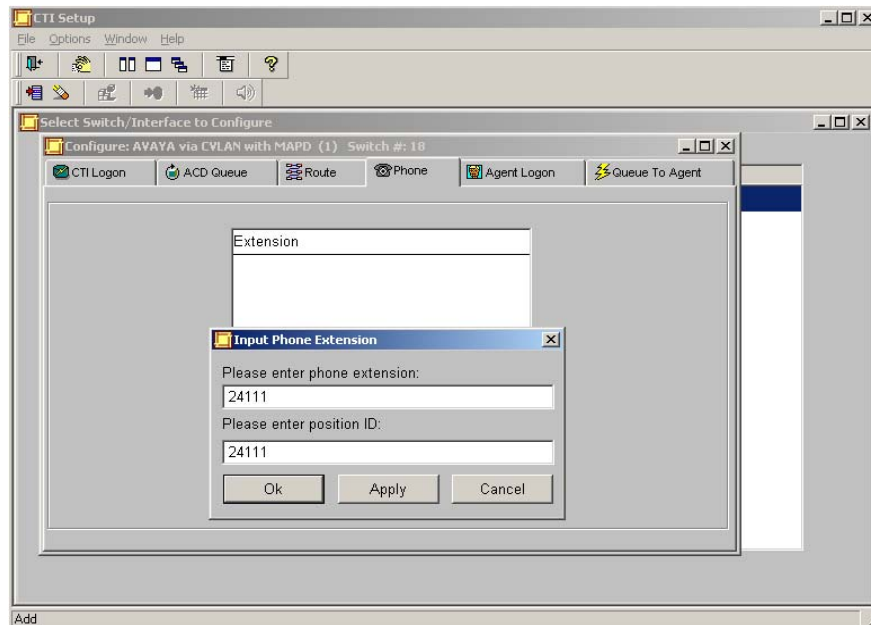 CTI Setup
File Options Window Help
Select Switch/Interface to Configure
Configure: AVAYA via CVLAN with MAPD (1) Switch #: 18
CTI Logon ACD Queue Route Phone Agent Logon Queue To Agent
Extension
Input Phone Extension
Please enter phone extension:
24111
Please enter position ID:
24111
Ok Apply Cancel
Add